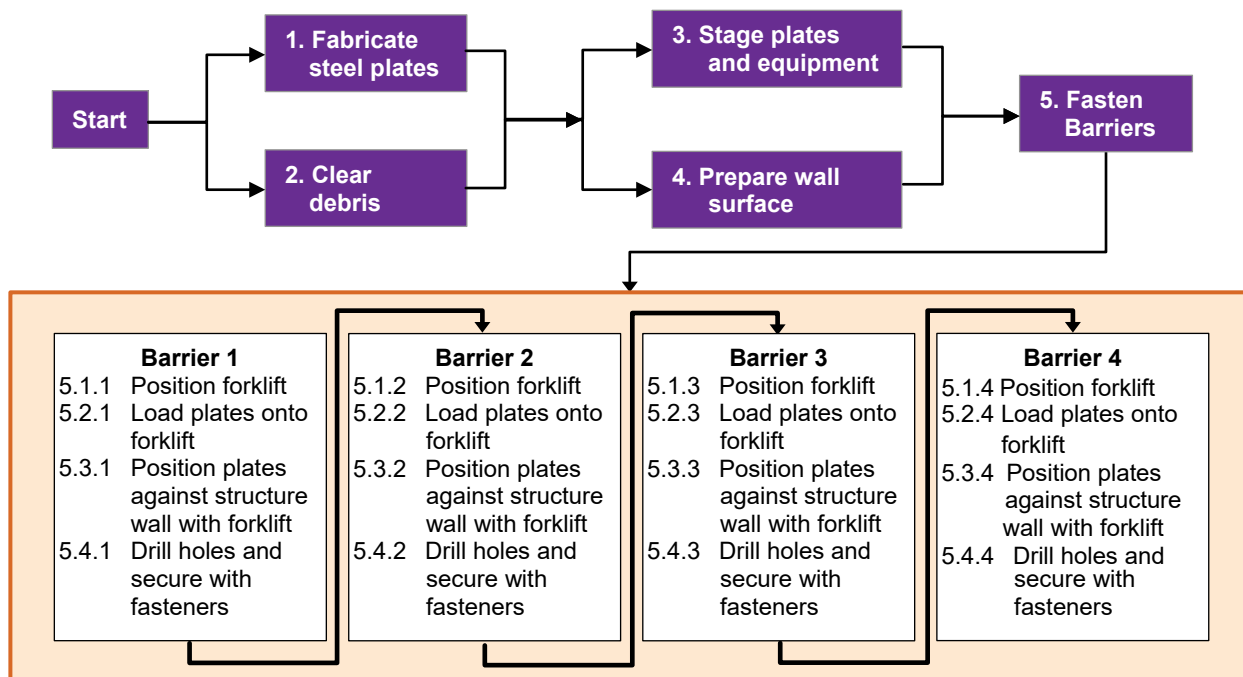 Start
1. Fabricate
steel plates
2. Clear
debris
3. Stage plates
and equipment
4. Prepare wall
surface
5. Fasten
Barriers
Barrier 1
5.1.1 Position forklift
5.2.1 Load plates onto
forklift
5.3.1 Position plates
against structure
wall with forklift
5.4.1 Drill holes and
secure with
fasteners
Barrier 2
5.1.2 Position forklift
5.2.2 Load plates onto
forklift
5.3.2 Position plates
against structure
wall with forklift
5.4.2 Drill holes and
secure with
fasteners
Barrier 3
5.1.3 Position forklift
5.2.3 Load plates onto
forklift
5.3.3 Position plates
against structure
wall with forklift
5.4.3 Drill holes and
secure with
fasteners
Barrier 4
5.1.4 Position forklift
5.2.4 Load plates onto
forklift
5.3.4 Position plates
against structure
wall with forklift
5.4.4 Drill holes and
secure with
fasteners